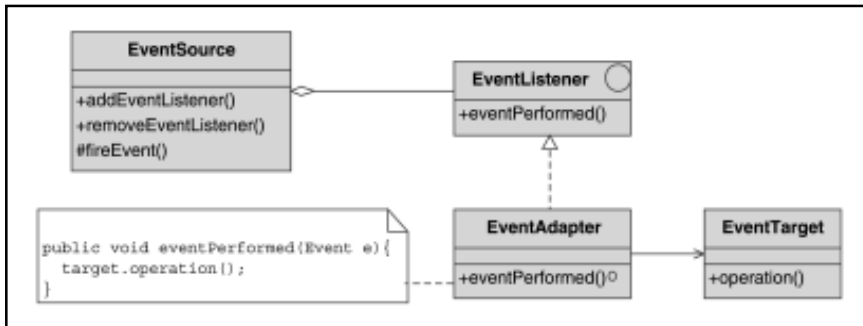 EventSource
+addEventListener()
+removeEventListener()
#fireEvent()
EventListener
+eventPerformed()
public void eventPerformed(Event e){
target.operation();
}
EventAdapter
+eventPerformed()
EventTarget
+operation()